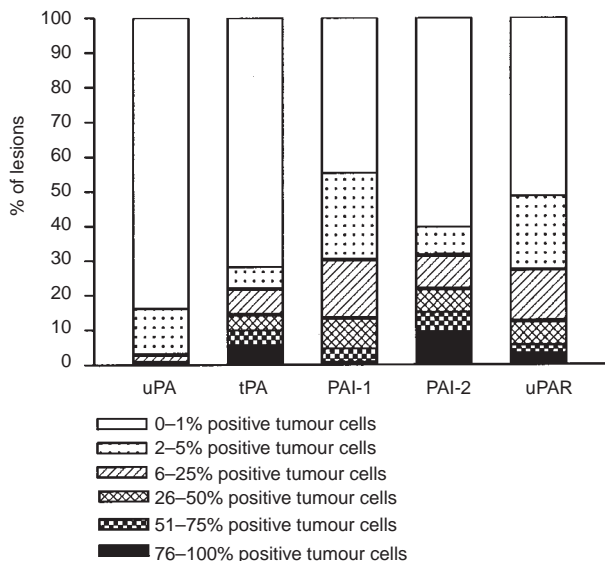 100
90
80
70
60
50
40
30
20
10
0
% of lesions
uPA tPA PAI-1 PAI-2 uPAR
0–1% positive tumour cells
2–5% positive tumour cells
6–25% positive tumour cells
26–50% positive tumour cells
51–75% positive tumour cells
76–100% positive tumour cells